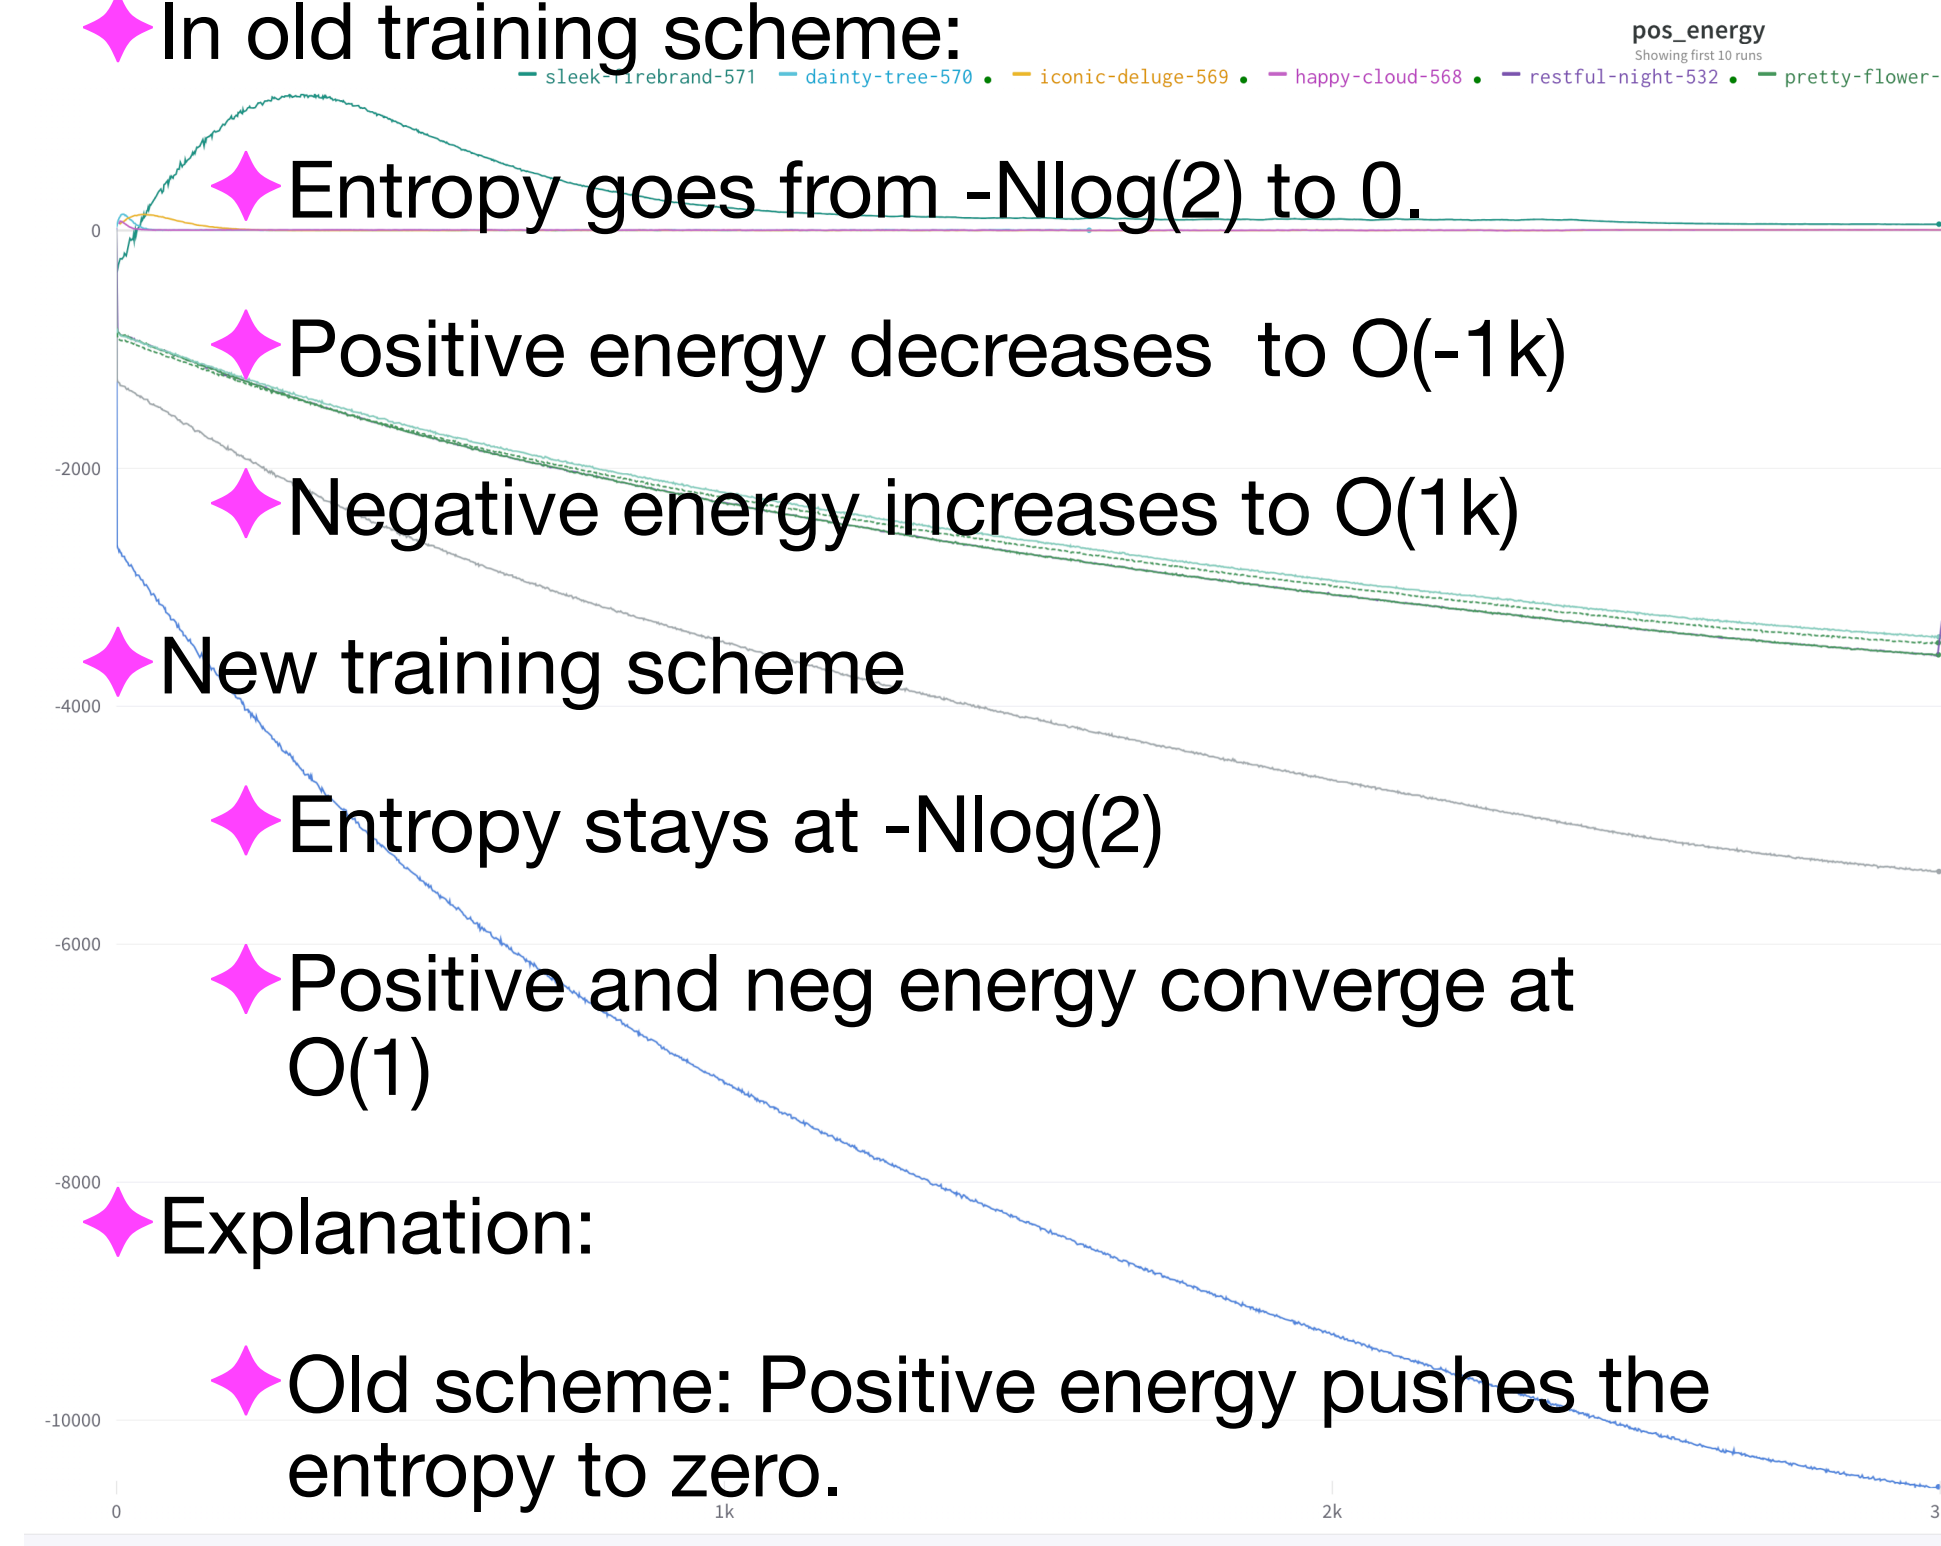 In old training scheme:
pos_energy
Showing first 10 runs
sleek-firebrand-571 dainty-tree-570 iconic-deluge-569 happy-cloud-568 restful-night-532 pretty-flower-
Entropy goes from -Nlog(2) to 0.
0
Positive energy decreases to O(-1k)
-2000
Negative energy increases to O(1k)
New training scheme
-4000
Entropy stays at -Nlog(2)
-6000
Positive and neg energy converge at
O(1)
-8000
Explanation:
Old scheme: Positive energy pushes the
-10000
entropy to zero.
0 1k 2k 3